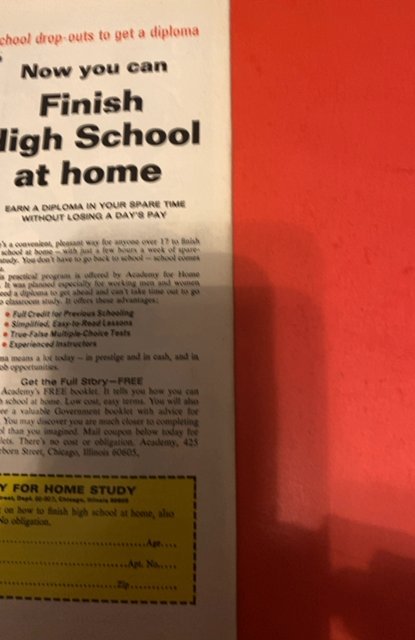 chool drop-outs to get a diploma
Now you can
Finish
High School
at home
EARN A DIPLOMA IN YOUR SPARE TIME
WITHOUT LOSING A DAY'S PAY
's a convenient, pleasant way for anyone over 17 to finish
school at home — with just a few hours a week of spare-
study. You don't have to go back to school — school comes
s practical program is offered by Academy for Home
. It was planned especially for working men and women
eed a diploma to get ahead and can't take time out to go
o classroom study. It offers these advantages:
• Full Credit for Previous Schooling
• Simplified, Easy-to-Read Lessons
• True-False Multiple-Choice Tests
• Experienced Instructors
ma means a lot today — in prestige and in cash, and in
ob opportunities.
Get the Full Story—FREE
Academy's FREE booklet. It tells you how you can
h school at home. Low cost, easy terms. You will also
ee a valuable Government booklet with advice for
. You may discover you are much closer to completing
ol than you imagined. Mail coupon below today for
lets. There's no cost or obligation. Academy, 425
rborn Street, Chicago, Illinois 60605.
Y FOR HOME STUDY
Street, Dept. Chicago, Illinois 60605
on how to finish high school at home, also
No obligation.
Age....
Apt. No....
Zip..........